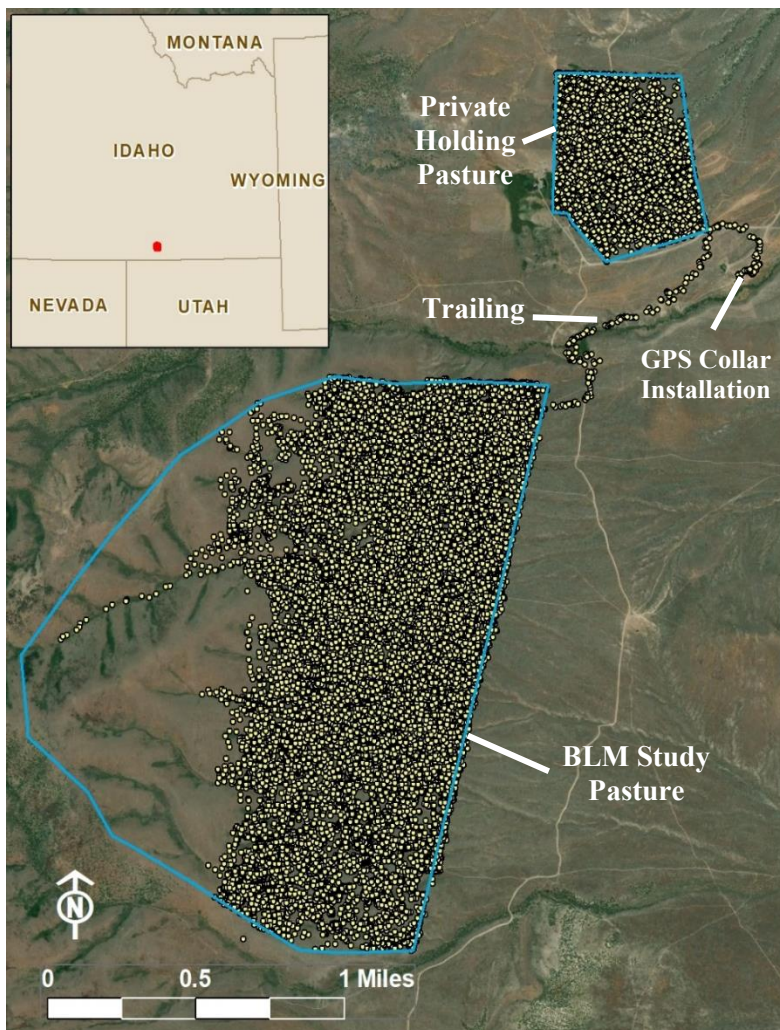 MONTANA
IDAHO
WYOMING
NEVADA
UTAH
Private
Holding
Pasture
Trailing
GPS Collar
Installation
BLM Study
Pasture
N
0 0.5 1 Miles